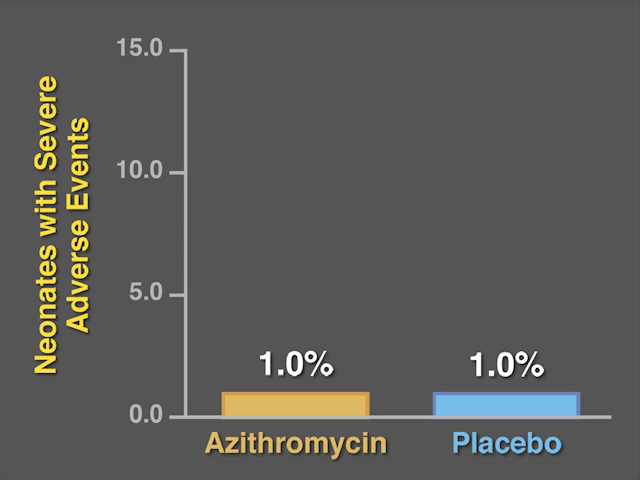 Neonates with Severe
Adverse Events
15.0
10.0
5.0
0.0
1.0%
1.0%
Azithromycin
Placebo